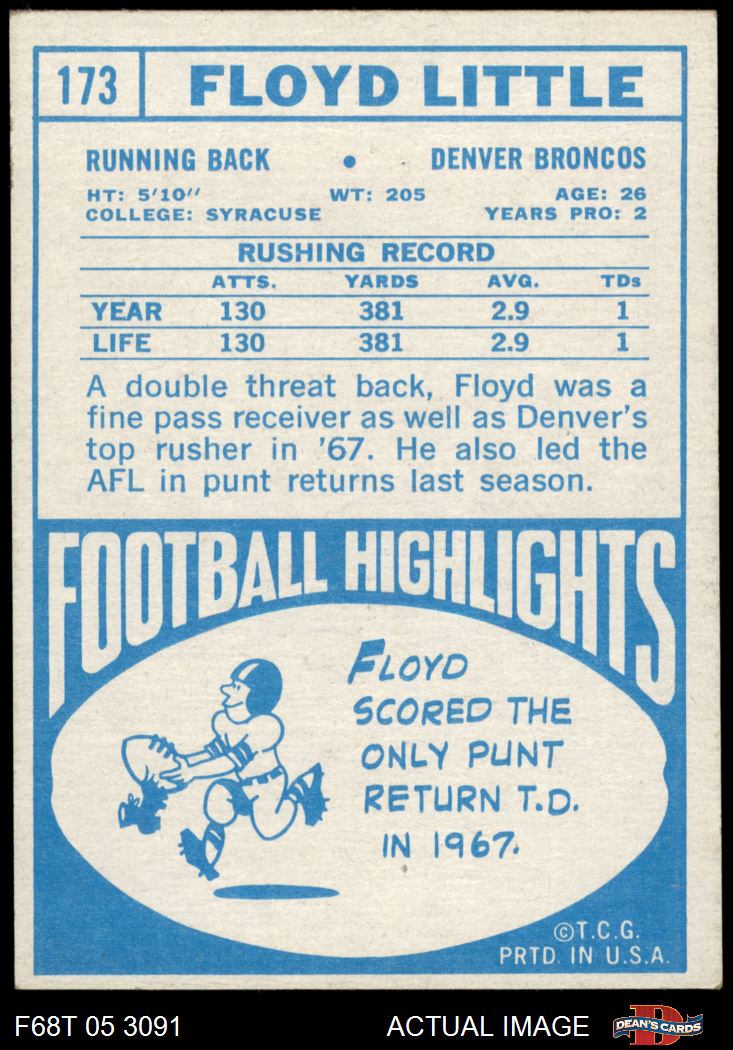 173 FLOYD LITTLE
RUNNING BACK • DENVER BRONCOS
HT: 5'10" WT: 205 AGE: 26
COLLEGE: SYRACUSE YEARS PRO: 2
RUSHING RECORD
ATTS. YARDS AVG. TDs
YEAR 130 381 2.9 1
LIFE 130 381 2.9 1
A double threat back, Floyd was a
fine pass receiver as well as Denver's
top rusher in '67. He also led the
AFL in punt returns last season.
FOOTBALL HIGHLIGHTS
FLOYD
SCORED THE
ONLY PUNT
RETURN T.D.
IN 1967.
©T.C.G.
PRTD. IN U.S.A.
F68T 05 3091 ACTUAL IMAGE D DEAN'S CARDS